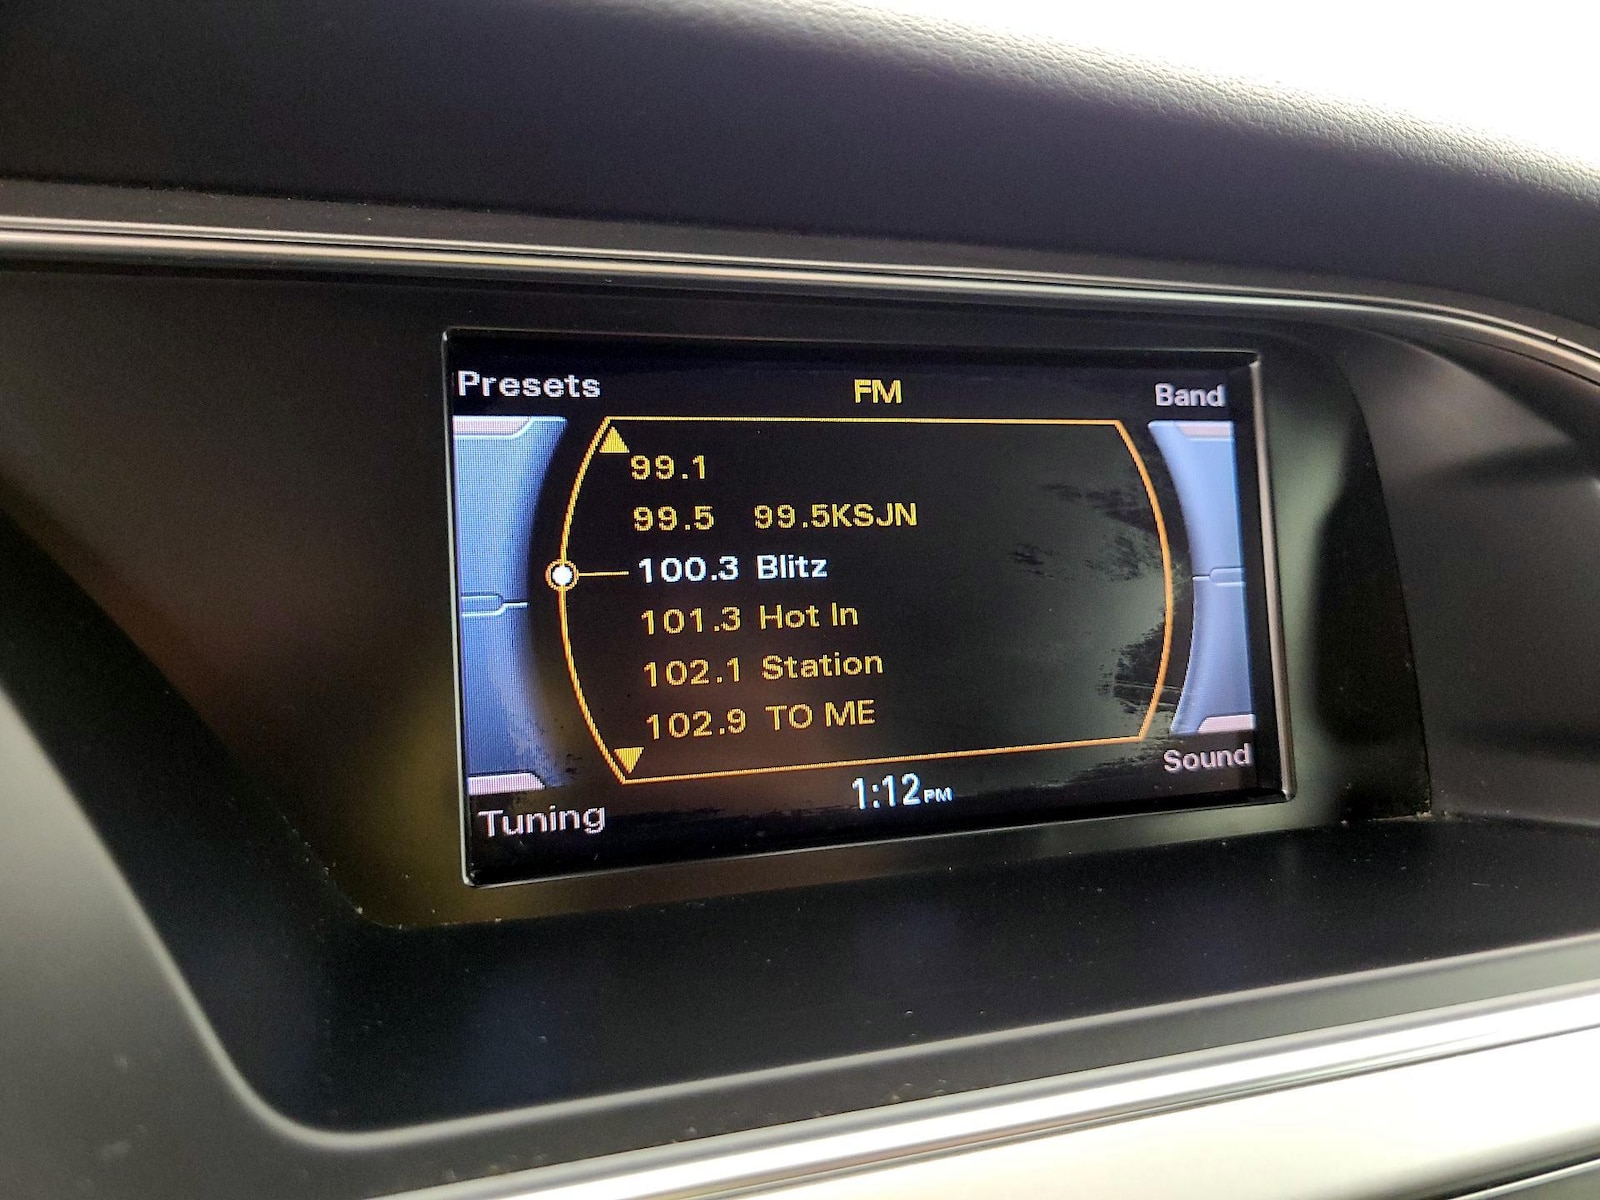 Presets FM Band
99.1
99.5 99.5KSJN
100.3 Blitz
101.3 Hot In
102.1 Station
102.9 TO ME
Tuning 1:12PM Sound